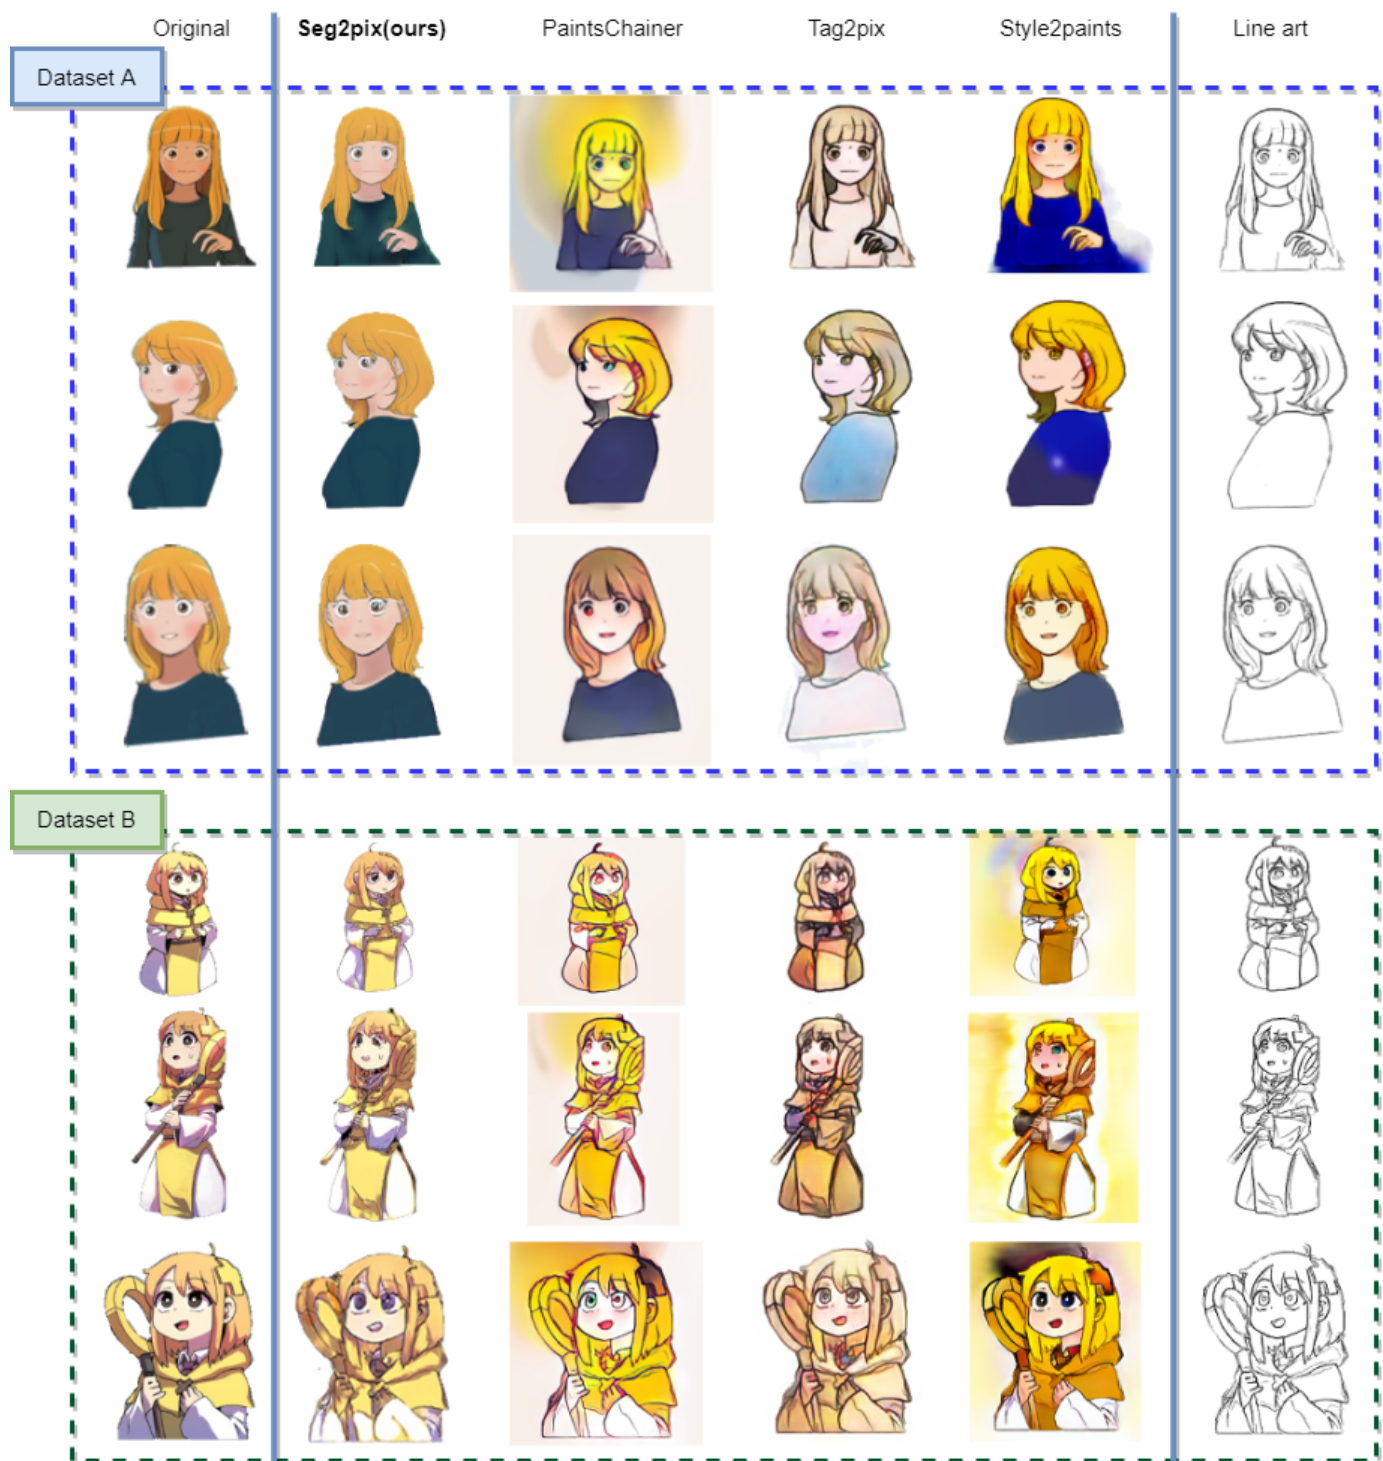 Original Seg2pix(ours) PaintsChainer Tag2pix Style2paints Line art
Dataset A
Dataset B